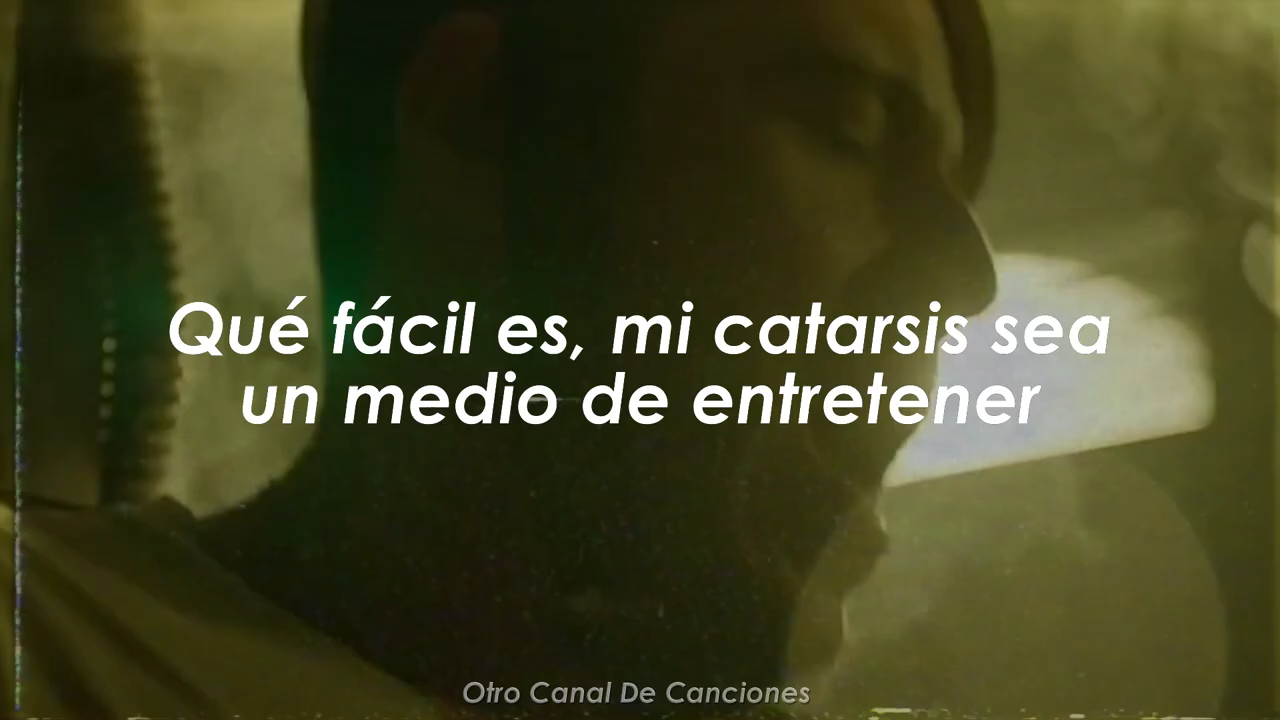 Qué fácil es, mi catarsis sea
un medio de entretener
Otro Canal De Canciones